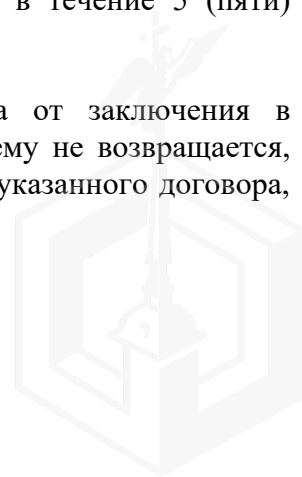 в течение 5 (пяти)
а от заключения в
ему не возвращается,
указанного договора,